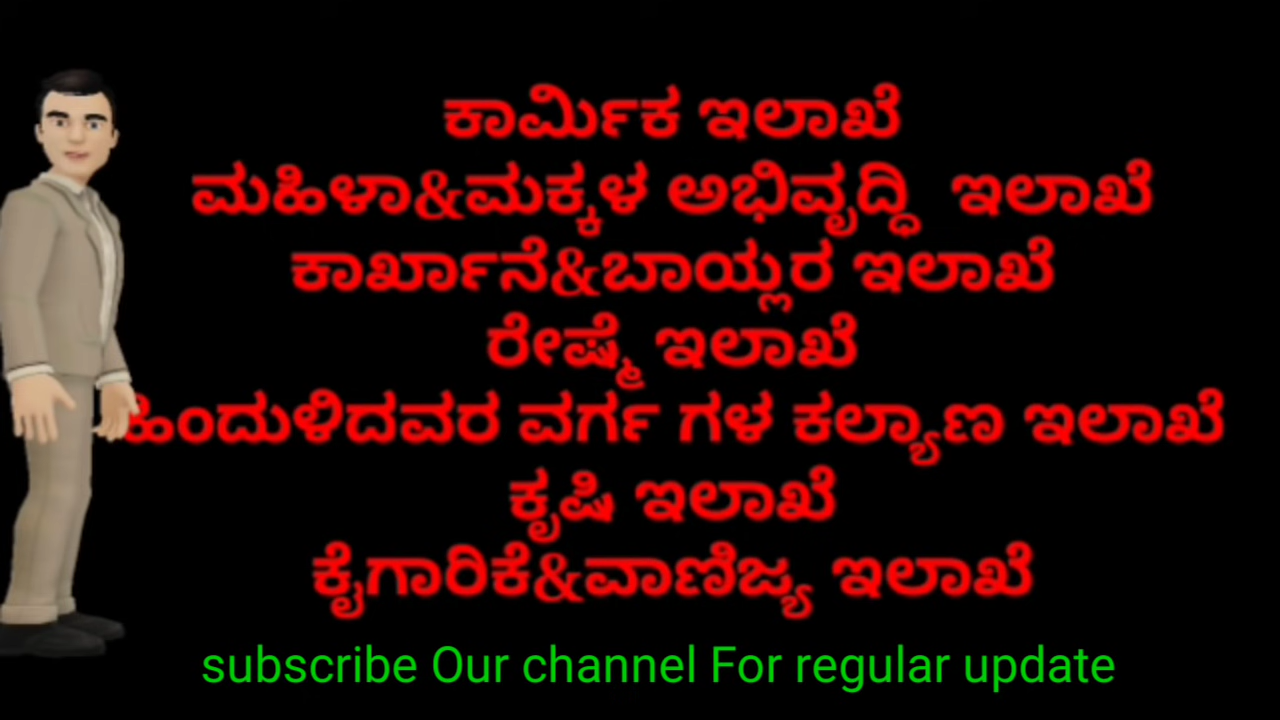 ಕಾರ್ಮಿಕ ಇಲಾಖೆ
ಮಹಿಳಾ&ಮಕ್ಕಳ ಅಭಿವೃದ್ಧಿ ಇಲಾಖೆ
ಕಾರ್ಖಾನೆ&ಬಾಯ್ಲರ ಇಲಾಖೆ
ರೇಷ್ಮೆ ಇಲಾಖೆ
ಹಿಂದುಳಿದವರ ವರ್ಗ ಗಳ ಕಲ್ಯಾಣ ಇಲಾಖೆ
ಕೃಷಿ ಇಲಾಖೆ
ಕೈಗಾರಿಕೆ&ವಾಣಿಜ್ಯ ಇಲಾಖೆ
subscribe Our channel For regular update